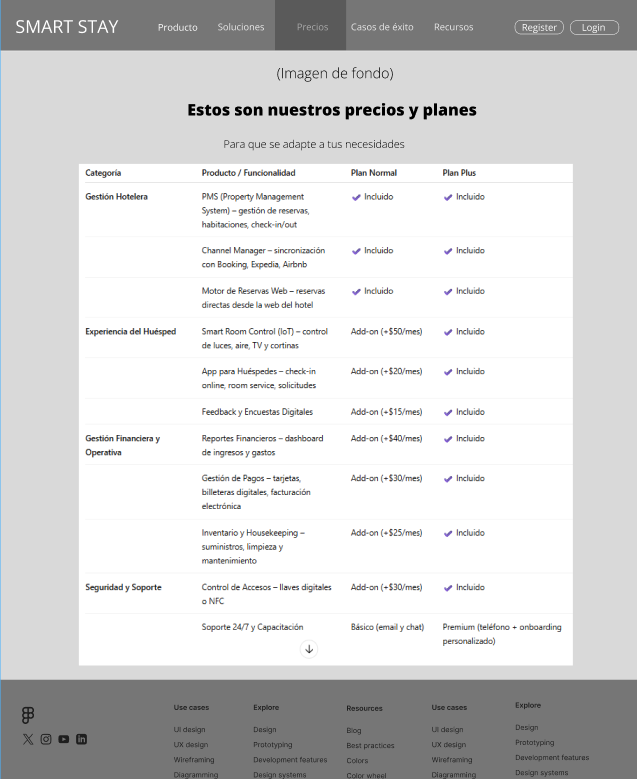 SMART STAY
Producto
Soluciones
Precios
Casos de éxito
Recursos
Register
Login
(Imagen de fondo)
Estos son nuestros precios y planes
Para que se adapte a tus necesidades
Categoría Producto / Funcionalidad Plan Normal Plan Plus
Gestión Hotelera PMS (Property Management Incluido Incluido
System) – gestión de reservas,
habitaciones, check-in/out
Channel Manager – sincronización Incluido Incluido
con Booking, Expedia, Airbnb
Motor de Reservas Web – reservas Incluido Incluido
directas desde la web del hotel
Experiencia del Huésped Smart Room Control (IoT) – control Add-on (+$50/mes) Incluido
de luces, aire, TV y cortinas
App para Huéspedes – check-in Add-on (+$20/mes) Incluido
online, room service, solicitudes
Feedback y Encuestas Digitales Add-on (+$15/mes) Incluido
Gestión Financiera y Reportes Financieros – dashboard Add-on (+$40/mes) Incluido
Operativa de ingresos y gastos
Gestión de Pagos – tarjetas, Add-on (+$30/mes) Incluido
billeteras digitales, facturación
electrónica
Inventario y Housekeeping – Add-on (+$25/mes) Incluido
suministros, limpieza y
mantenimiento
Seguridad y Soporte Control de Accesos – llaves digitales Add-on (+$30/mes) Incluido
o NFC
Soporte 24/7 y Capacitación Básico (email y chat) Premium (teléfono + onboarding
personalizado)
Use cases
UI design
UX design
Wireframing
Diagramming
Explore
Design
Prototyping
Development features
Design systems
Resources
Blog
Best practices
Colors
Color wheel
Use cases
UI design
UX design
Wireframing
Diagramming
Explore
Design
Prototyping
Development features
Design systems